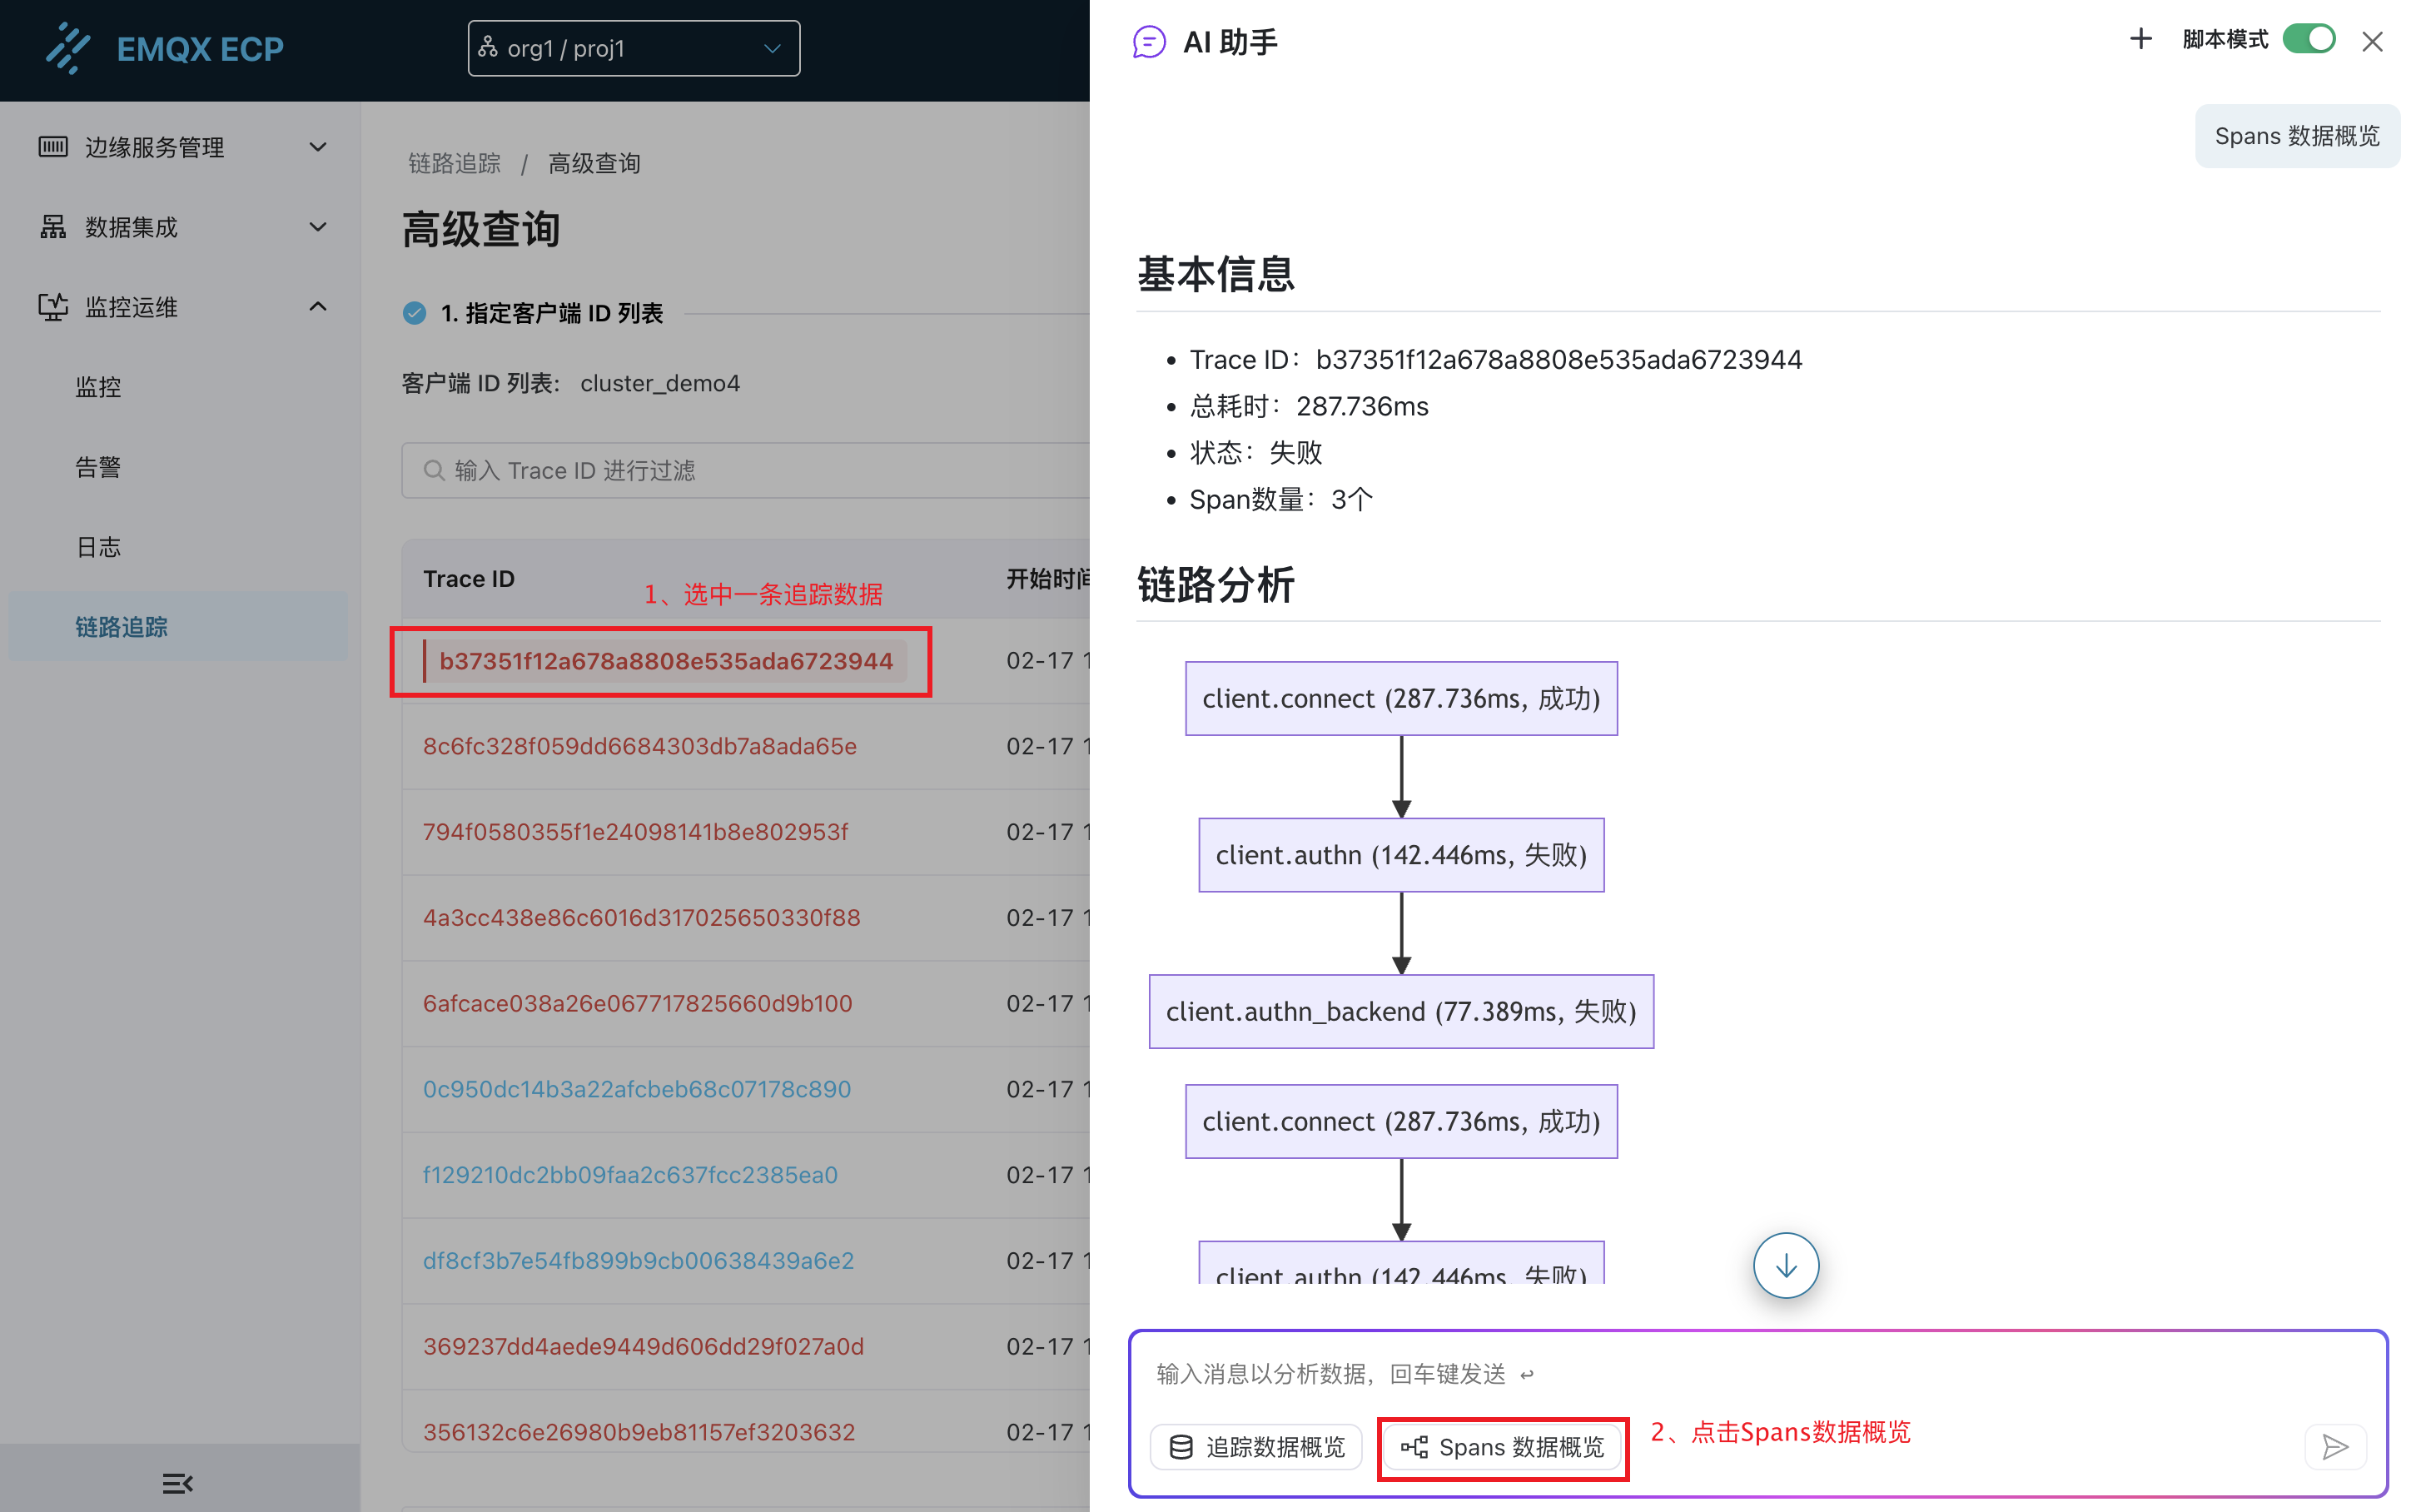 EMQX ECP
org1 / proj1
边缘服务管理
数据集成
监控运维
监控
告警
日志
链路追踪
链路追踪 / 高级查询
高级查询
1. 指定客户端 ID 列表
客户端 ID 列表: cluster_demo4
输入 Trace ID 进行过滤
Trace ID
开始时间
1、选中一条追踪数据
b37351f12a678a8808e535ada6723944
02-17 1
8c6fc328f059dd6684303db7a8ada65e
02-17 1
794f0580355f1e24098141b8e802953f
02-17 1
4a3cc438e86c6016d317025650330f88
02-17 1
6afcace038a26e067717825660d9b100
02-17 1
0c950dc14b3a22afcbeb68c07178c890
02-17 1
f129210dc2bb09faa2c637fcc2385ea0
02-17 1
df8cf3b7e54fb899b9cb00638439a6e2
02-17 1
369237dd4aede9449d606dd29f027a0d
02-17 1
356132c6e26980b9eb81157ef3203632
02-17 1
AI 助手
脚本模式
Spans 数据概览
基本信息
• Trace ID：b37351f12a678a8808e535ada6723944
• 总耗时：287.736ms
• 状态：失败
• Span数量：3个
链路分析
client.connect (287.736ms, 成功)
client.authn (142.446ms, 失败)
client.authn_backend (77.389ms, 失败)
client.connect (287.736ms, 成功)
client.authn (142.446ms, 失败)
输入消息以分析数据，回车键发送 ↩
追踪数据概览
Spans 数据概览
2、点击Spans数据概览